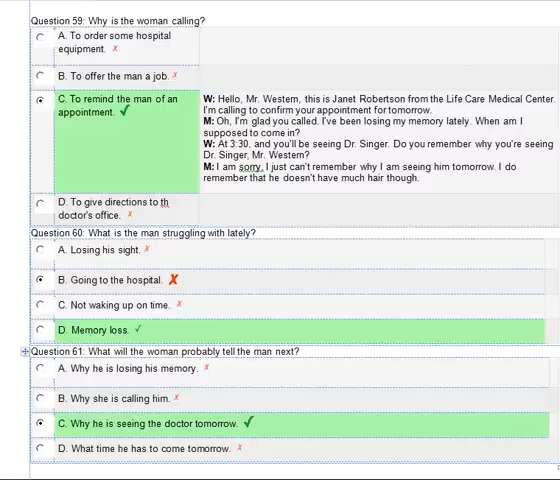 Question 59: Why is the woman calling?
A. To order some hospital
equipment.
B. To offer the man a job.
C. To remind the man of an
appointment.
W: Hello, Mr. Western, this is Janet Robertson from the Life Care Medical Center.
I'm calling to confirm your appointment for tomorrow.
M: Oh, I'm glad you called. I've been losing my memory lately. When am I
supposed to come in?
W: At 3:30, and you'll be seeing Dr. Singer. Do you remember why you're seeing
Dr. Singer, Mr. Western?
M: I am sorry, I just can't remember why I am seeing him tomorrow. I do
remember that he doesn't have much hair though.
D. To give directions to th
doctor's office.
Question 60: What is the man struggling with lately?
A. Losing his sight.
B. Going to the hospital.
C. Not waking up on time.
D. Memory loss.
Question 61: What will the woman probably tell the man next?
A. Why he is losing his memory.
B. Why she is calling him.
C. Why he is seeing the doctor tomorrow.
D. What time he has to come tomorrow.